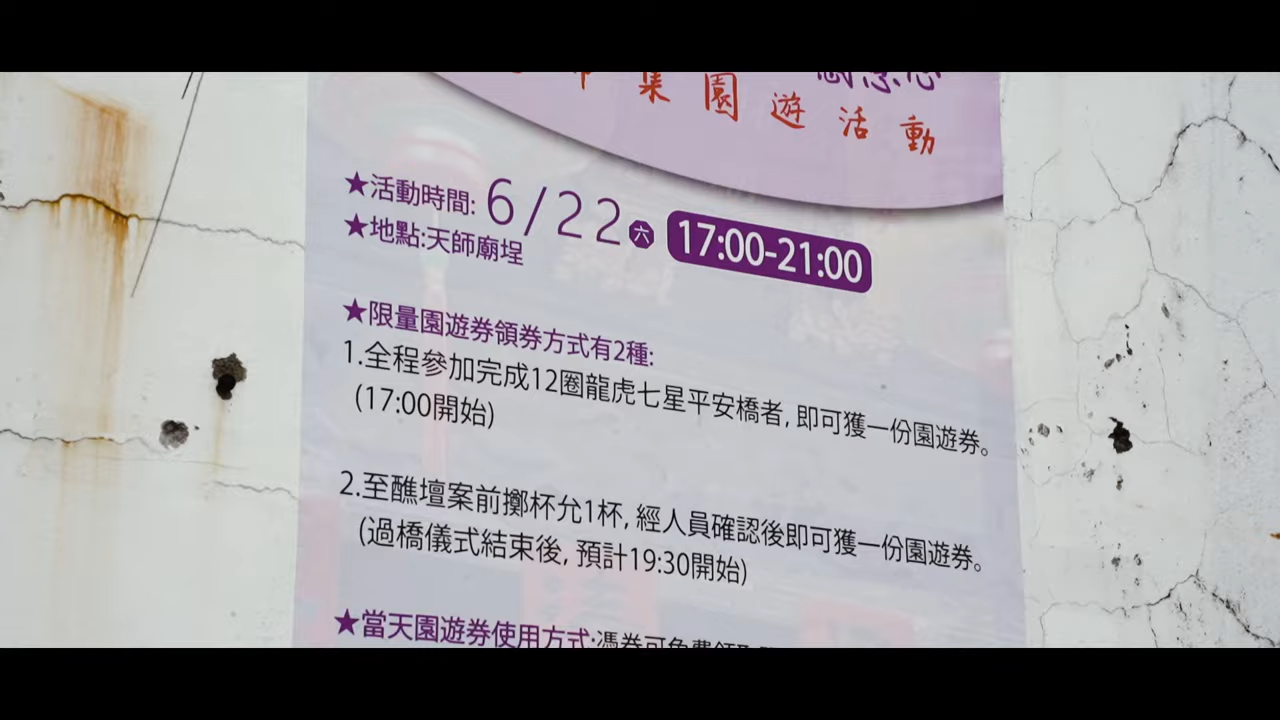 集園遊活動
★活動時間: 6/22 六 17:00-21:00
★地點:天師廟埕
★限量園遊券領券方式有2種:
1.全程參加完成12圈龍虎七星平安橋者, 即可獲一份園遊券。
(17:00開始)
2.至醮壇案前擲杯允1杯, 經人員確認後即可獲一份園遊券。
(過橋儀式結束後, 預計19:30開始)
★當天園遊券使用方式:憑券可免費領